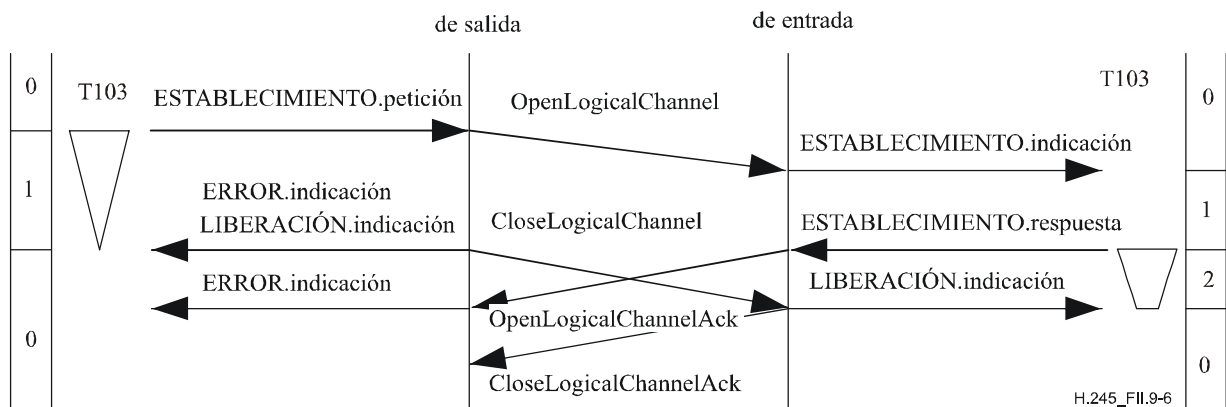 de salida
de entrada
0
T103
ESTABLECIMIENTO.petición
OpenLogicalChannel
T103
0
ESTABLECIMIENTO.indicación
1
ERROR.indicación
LIBERACIÓN.indicación
CloseLogicalChannel
ESTABLECIMIENTO.respuesta
1
ERROR.indicación
LIBERACIÓN.indicación
2
OpenLogicalChannelAck
0
CloseLogicalChannelAck
0
H.245_FII.9-6